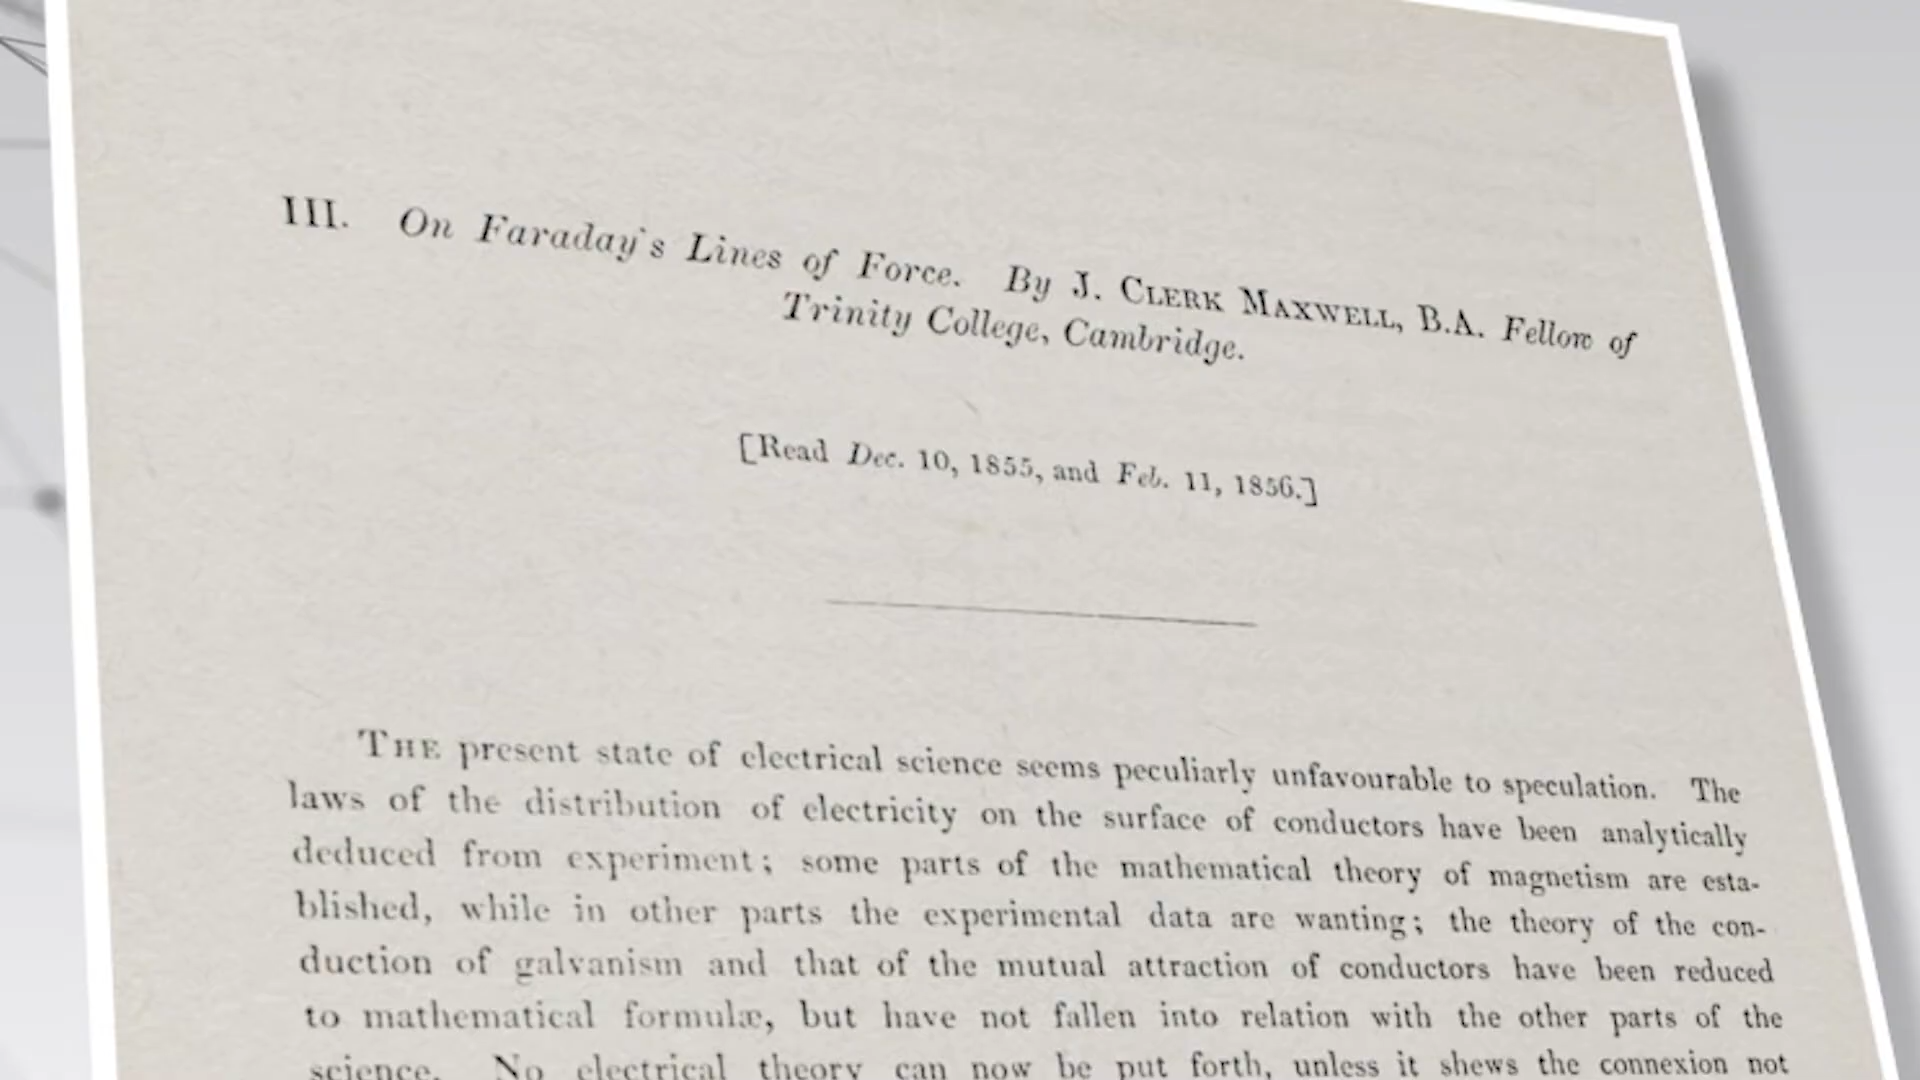 III. On Faraday's Lines of Force. By J. CLERK MAXWELL, B.A. Fellow of
Trinity College, Cambridge.
[Read Dec. 10, 1855, and Feb. 11, 1856.]
THE present state of electrical science seems peculiarly unfavourable to speculation. The
laws of the distribution of electricity on the surface of conductors have been analytically
deduced from experiment; some parts of the mathematical theory of magnetism are esta-
blished, while in other parts the experimental data are wanting; the theory of the con-
duction of galvanism and that of the mutual attraction of conductors have been reduced
to mathematical formulæ, but have not fallen into relation with the other parts of the
science. No electrical theory can now be put forth, unless it shews the connexion not